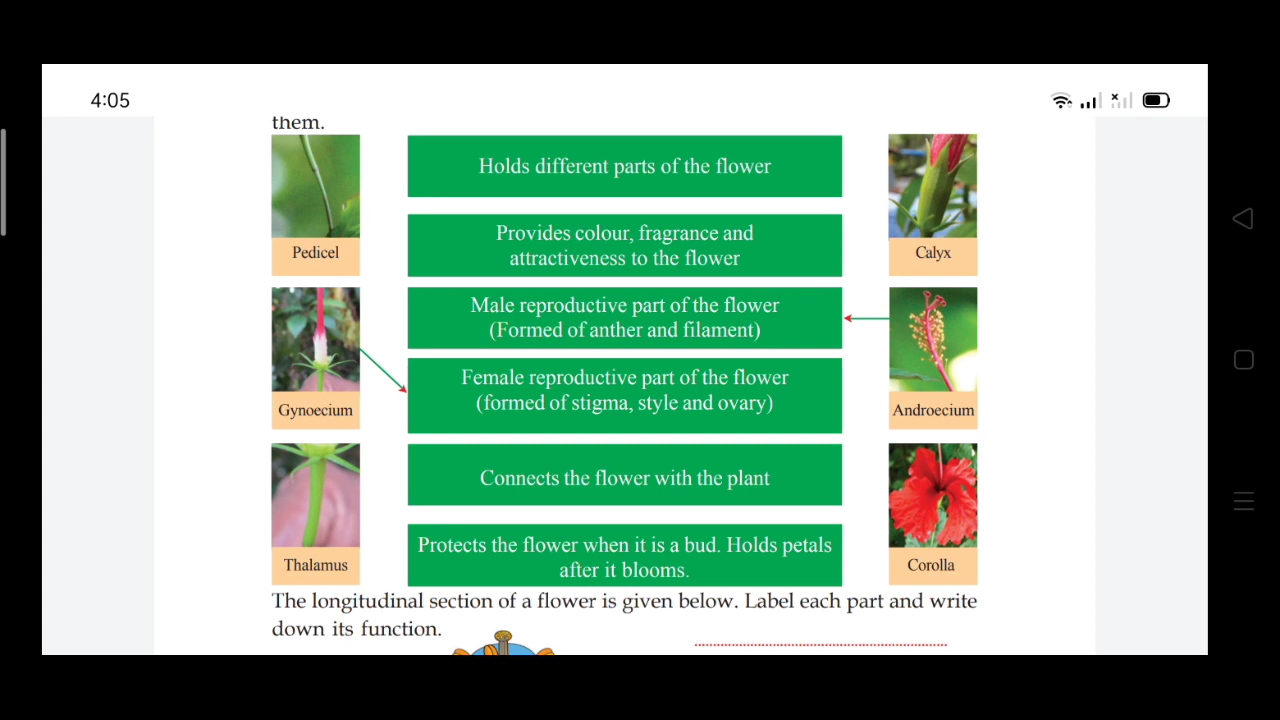 4:05
them.
Holds different parts of the flower
Pedicel
Provides colour, fragrance and
attractiveness to the flower
Calyx
Male reproductive part of the flower
(Formed of anther and filament)
Gynoecium
Female reproductive part of the flower
(formed of stigma, style and ovary)
Androecium
Connects the flower with the plant
Thalamus
Protects the flower when it is a bud. Holds petals
after it blooms.
Corolla
The longitudinal section of a flower is given below. Label each part and write
down its function.